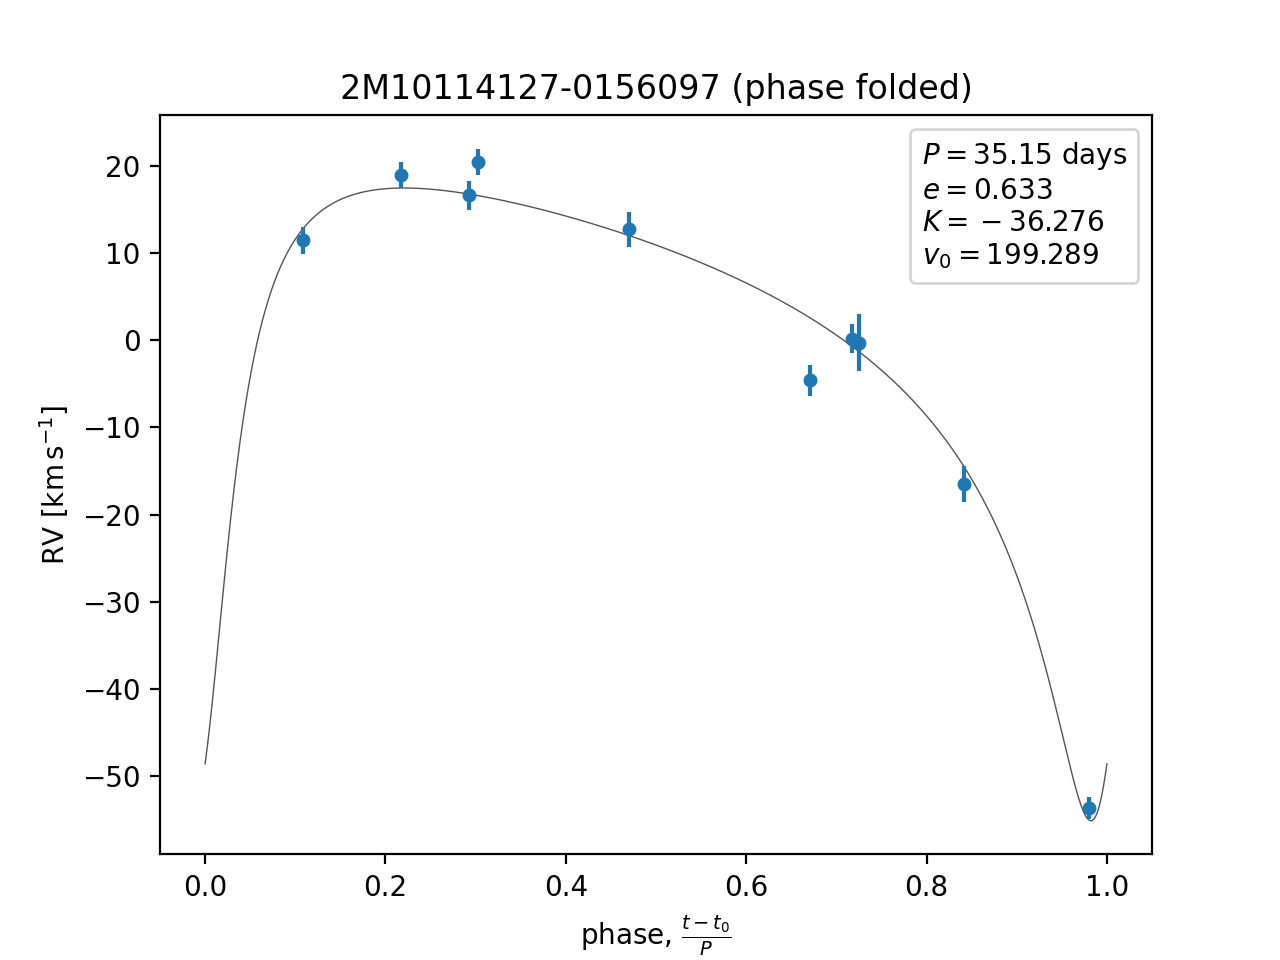 2M10114127-0156097 (phase folded)
P = 35.15 days
e = 0.633
K = −36.276
v₀ = 199.289
20
10
0
−10
−20
−30
−40
−50
RV [km s⁻¹]
0.0 0.2 0.4 0.6 0.8 1.0
phase, (t − t₀)/P